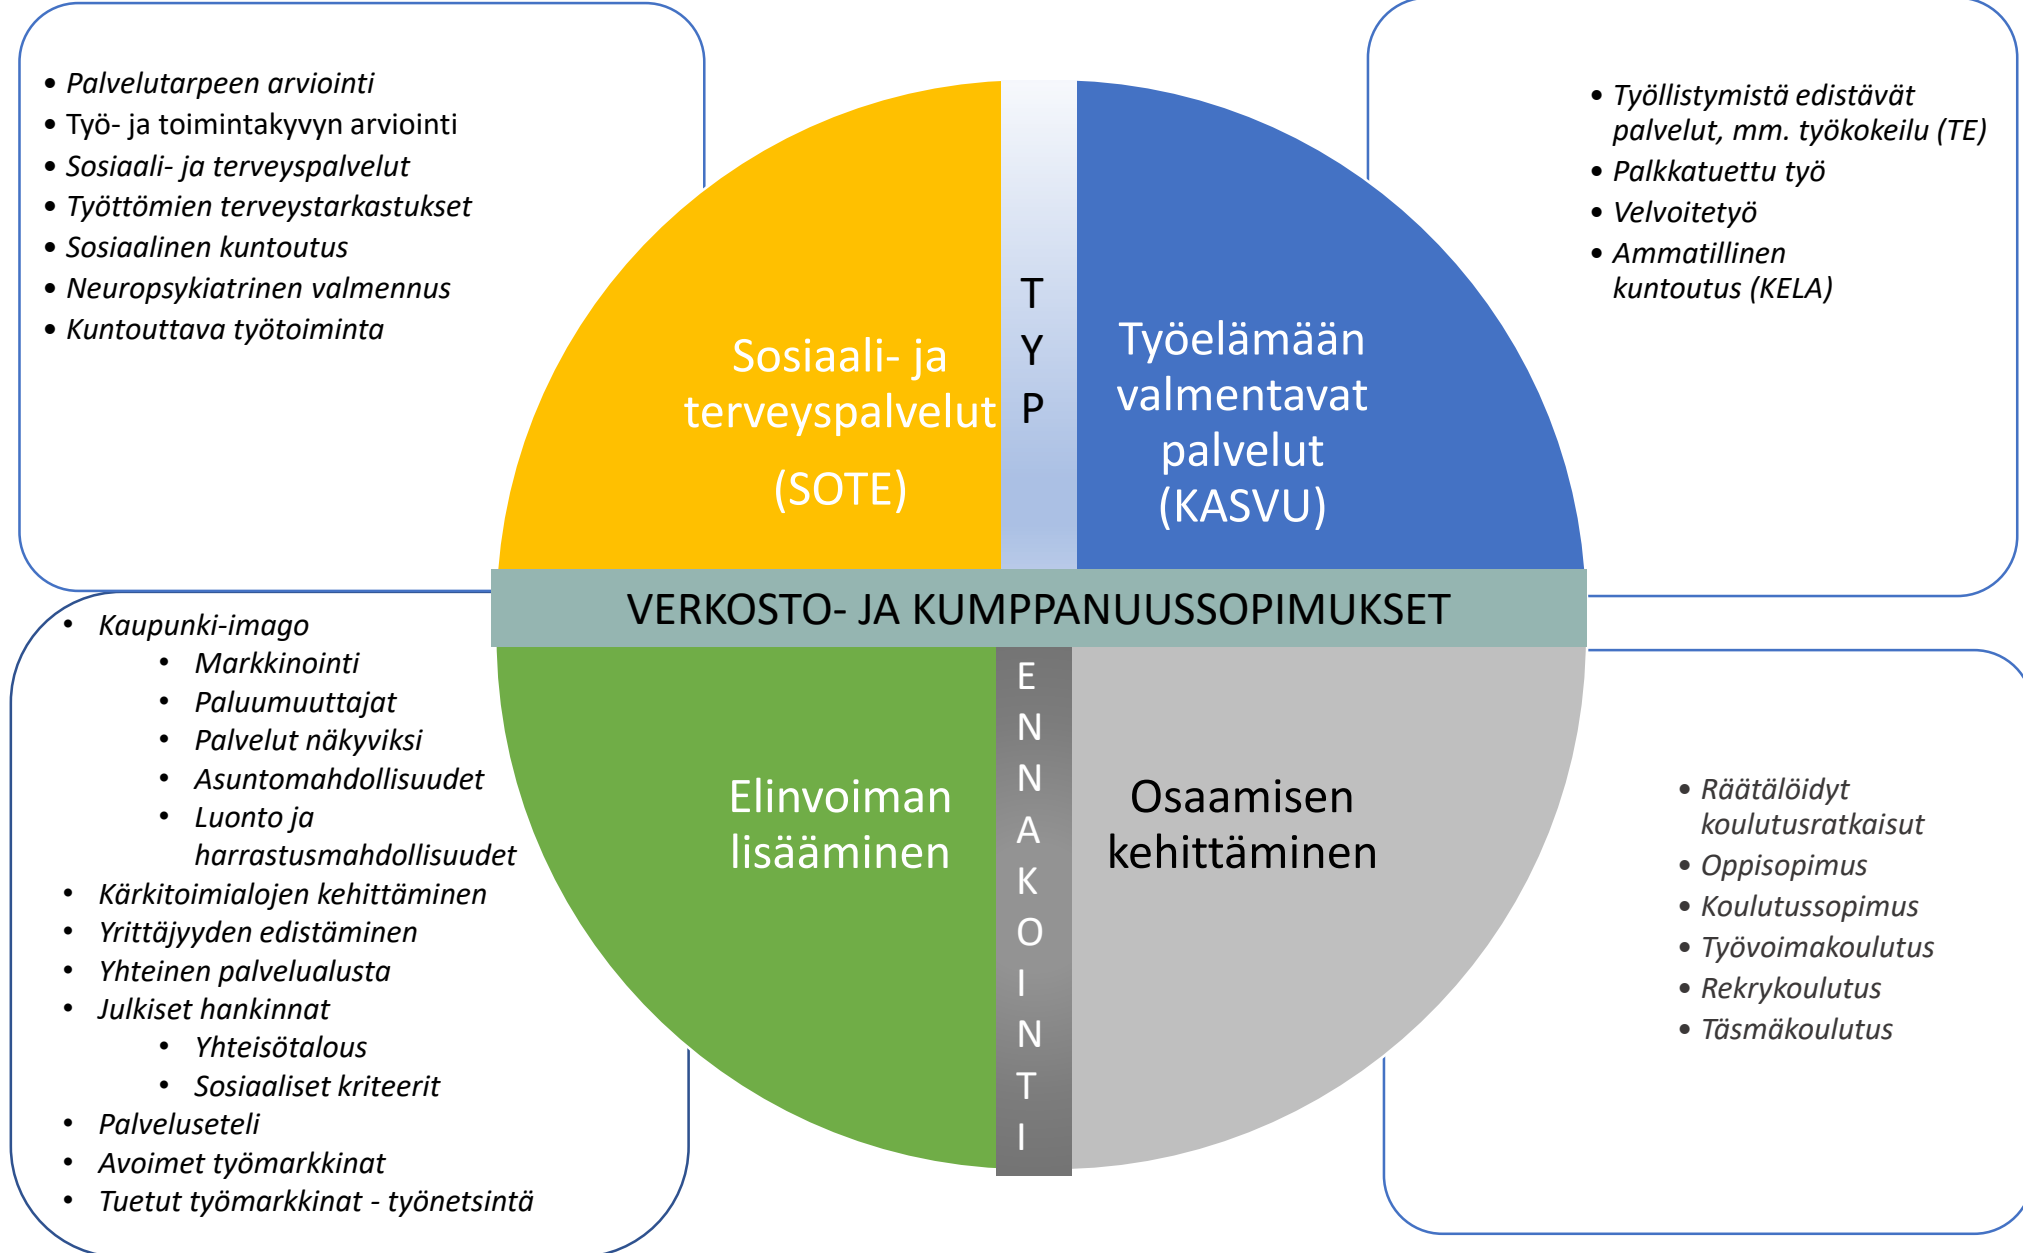 • Palvelutarpeen arviointi
• Työ- ja toimintakyvyn arviointi
• Sosiaali- ja terveyspalvelut
• Työttömien terveystarkastukset
• Sosiaalinen kuntoutus
• Neuropsykiatrinen valmennus
• Kuntouttava työtoiminta
Sosiaali- ja
terveyspalvelut
(SOTE)
T
Y
P
Työelämään
valmentavat
palvelut
(KASVU)
• Työllistymistä edistävät
palvelut, mm. työkokeilu (TE)
• Palkkatuettu työ
• Velvoitetyö
• Ammatillinen
kuntoutus (KELA)
VERKOSTO- JA KUMPPANUUSSOPIMUKSET
• Kaupunki-imago
• Markkinointi
• Paluumuuttajat
• Palvelut näkyviksi
• Asuntomahdollisuudet
• Luonto ja
harrastusmahdollisuudet
• Kärkitoimialojen kehittäminen
• Yrittäjyyden edistäminen
• Yhteinen palvelualusta
• Julkiset hankinnat
• Yhteisötalous
• Sosiaaliset kriteerit
• Palveluseteli
• Avoimet työmarkkinat
• Tuetut työmarkkinat - työnetsintä
Elinvoiman
lisääminen
E
N
N
A
K
O
I
N
T
I
Osaamisen
kehittäminen
• Räätälöidyt
koulutusratkaisut
• Oppisopimus
• Koulutussopimus
• Työvoimakoulutus
• Rekrykoulutus
• Täsmäkoulutus